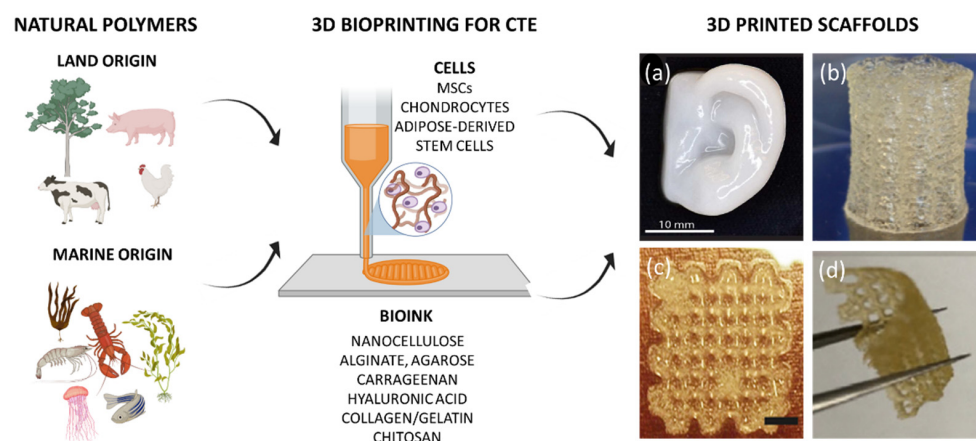 NATURAL POLYMERS
LAND ORIGIN
MARINE ORIGIN
3D BIOPRINTING FOR CTE
CELLS
MSCs
CHONDROCYTES
ADIPOSE-DERIVED
STEM CELLS
BIOINK
NANOCELLULOSE
ALGINATE, AGAROSE
CARRAGEENAN
HYALURONIC ACID
COLLAGEN/GELATIN
CHITOSAN
3D PRINTED SCAFFOLDS
(a)
10 mm
(b)
(c)
(d)